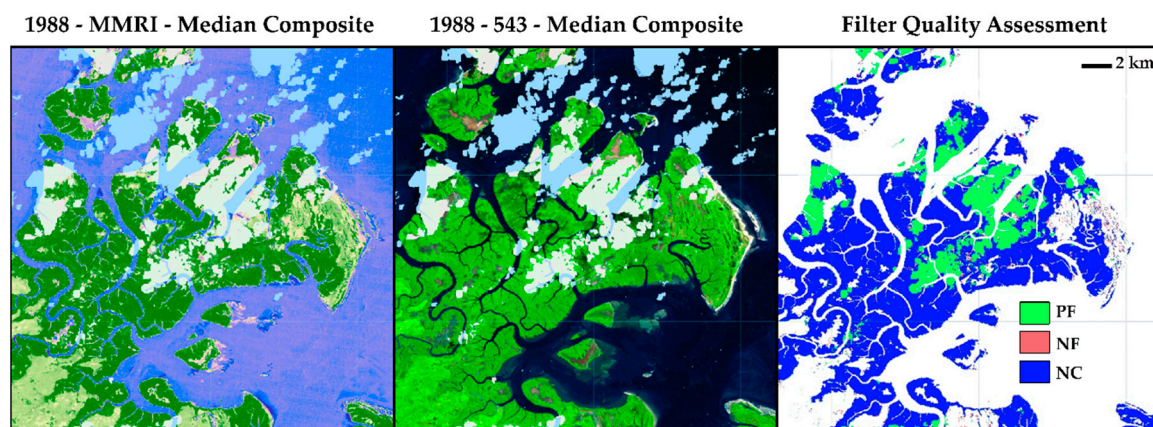 1988 - MMRI - Median Composite
1988 - 543 - Median Composite
Filter Quality Assessment
2 km
PF
NF
NC